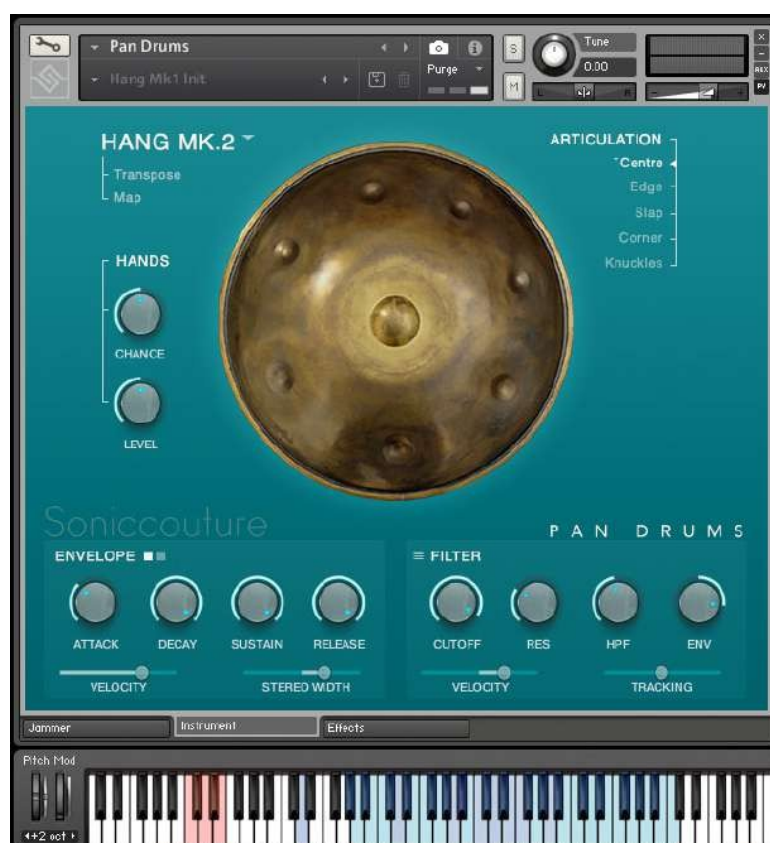 Pan Drums
Hang Mk1 Init
Purge
S
M
Tune
0.00
L R
- +
×
-
AUX
PV
HANG MK.2
Transpose
Map
ARTICULATION
Centre
Edge
Slap
Corner
Knuckles
HANDS
CHANCE
LEVEL
Soniccouture
PAN DRUMS
ENVELOPE
ATTACK DECAY SUSTAIN RELEASE
VELOCITY STEREO WIDTH
FILTER
CUTOFF RES HPF ENV
VELOCITY TRACKING
Jammer Instrument Effects
Pitch Mod
+2 oct